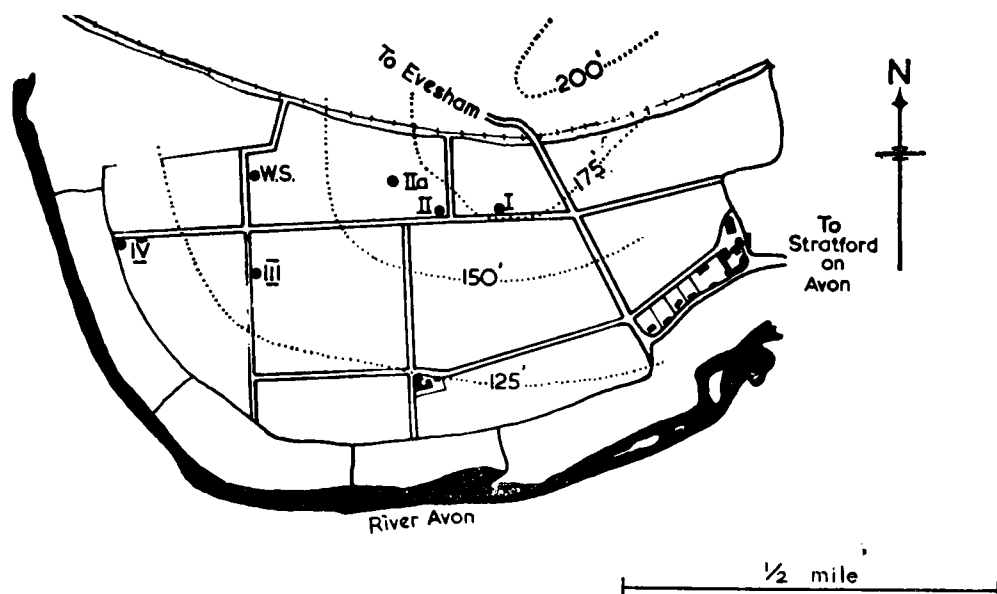 To Evesham
200'
N
175'
W.S.
IIa
II
I
To
Stratford
on
Avon
IV
III
150'
125'
River Avon
1/2 mile